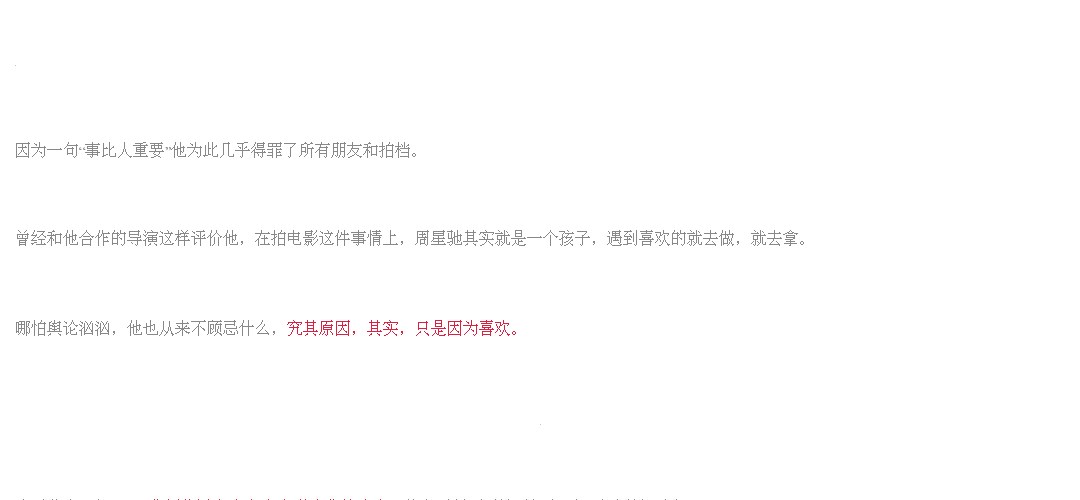 因为一句“事比人重要”他为此几乎得罪了所有朋友和拍档。
曾经和他合作的导演这样评价他，在拍电影这件事情上，周星驰其实就是一个孩子，遇到喜欢的就去做，就去拿。
哪怕舆论汹汹，他也从来不顾忌什么，究其原因，其实，只是因为喜欢。